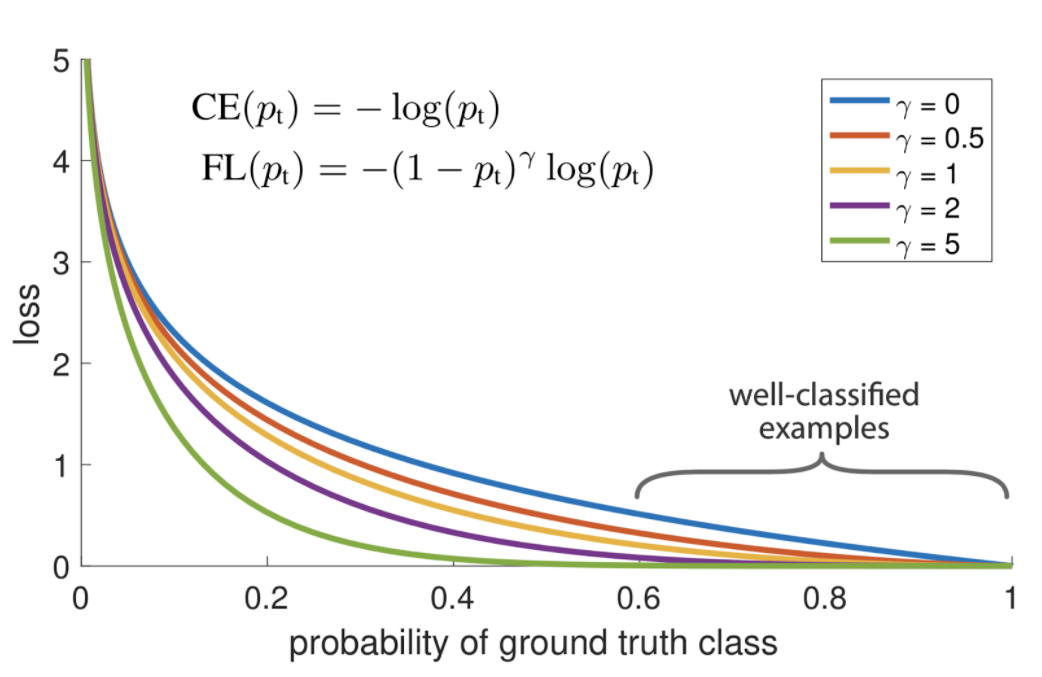 5
CE(pₜ) = − log(pₜ)
FL(pₜ) = −(1 − pₜ)ᵞ log(pₜ)
γ = 0
γ = 0.5
γ = 1
γ = 2
γ = 5
4
3
2
1
0
loss
well-classified
examples
0 0.2 0.4 0.6 0.8 1
probability of ground truth class